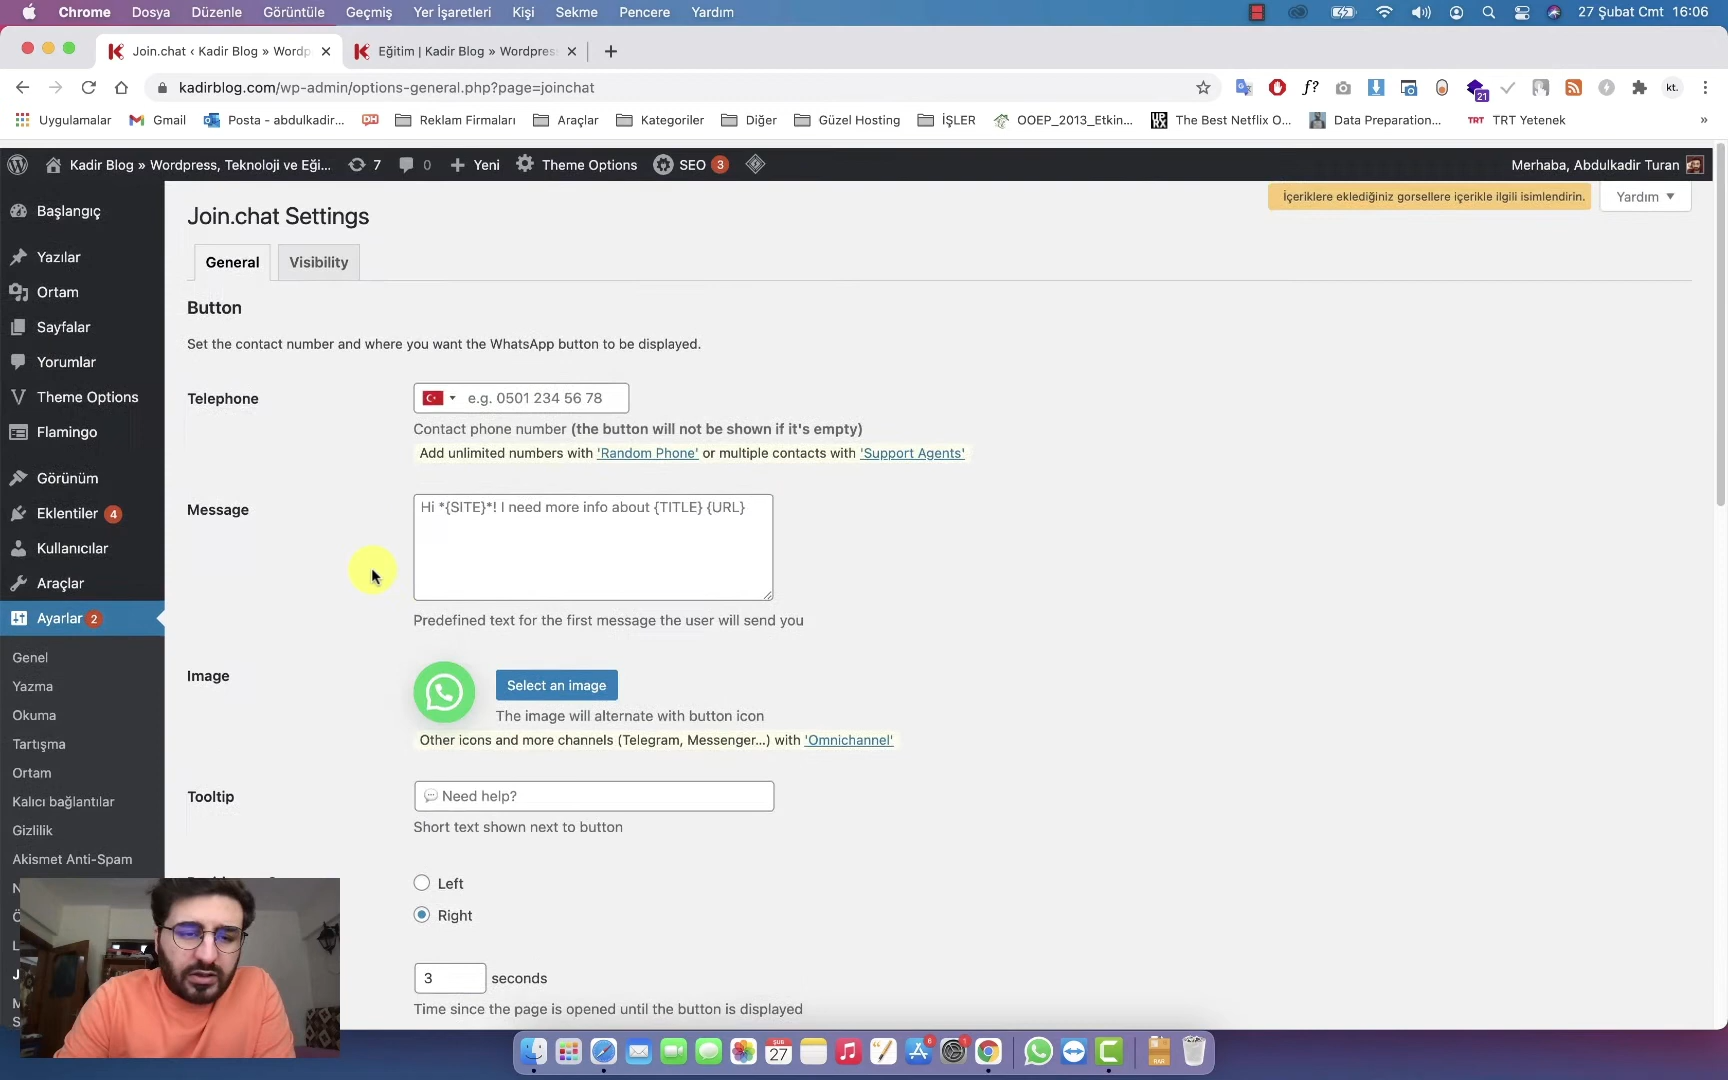 Chrome Dosya Düzenle Görüntüle Geçmiş Yer İşaretleri Kişi Sekme Pencere Yardım 27 Şubat Cmt 16:06
Join.chat ‹ Kadir Blog » Wordp Eğitim | Kadir Blog » Wordpres
kadirblog.com/wp-admin/options-general.php?page=joinchat f? 21 kt.
Uygulamalar Gmail Posta - abdulkadir... DH Reklam Firmaları Araçlar Kategoriler Diğer Güzel Hosting İŞLER OOEP_2013_Etkin... The Best Netflix O... Data Preparation... TRT TRT Yetenek »
Kadir Blog » Wordpress, Teknoloji ve Eği... 7 0 Yeni Theme Options SEO 3 Merhaba, Abdulkadir Turan
İçeriklere eklediğiniz gorsellere içerikle ilgili isimlendirin. Yardım
Başlangıç
Yazılar
Ortam
Sayfalar
Yorumlar
Theme Options
Flamingo
Görünüm
Eklentiler 4
Kullanıcılar
Araçlar
Ayarlar 2
Genel
Yazma
Okuma
Tartışma
Ortam
Kalıcı bağlantılar
Gizlilik
Akismet Anti-Spam
Join.chat Settings
General Visibility
Button
Set the contact number and where you want the WhatsApp button to be displayed.
Telephone e.g. 0501 234 56 78
Contact phone number (the button will not be shown if it's empty)
Add unlimited numbers with 'Random Phone' or multiple contacts with 'Support Agents'
Message Hi *{SITE}*! I need more info about {TITLE} {URL}
Predefined text for the first message the user will send you
Image Select an image
The image will alternate with button icon
Other icons and more channels (Telegram, Messenger...) with 'Omnichannel'
Tooltip 💬 Need help?
Short text shown next to button
Left
Right
3 seconds
Time since the page is opened until the button is displayed
ŞUB
27
6
1
RAR